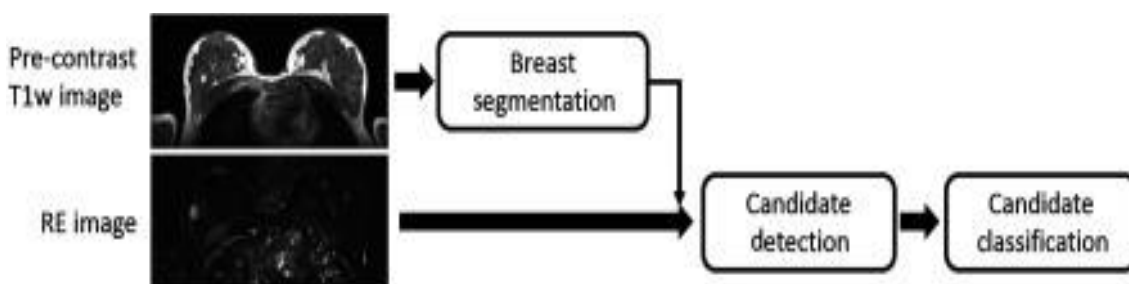 Pre-contrast
T1w image
Breast
segmentation
RE image
Candidate
detection
Candidate
classification